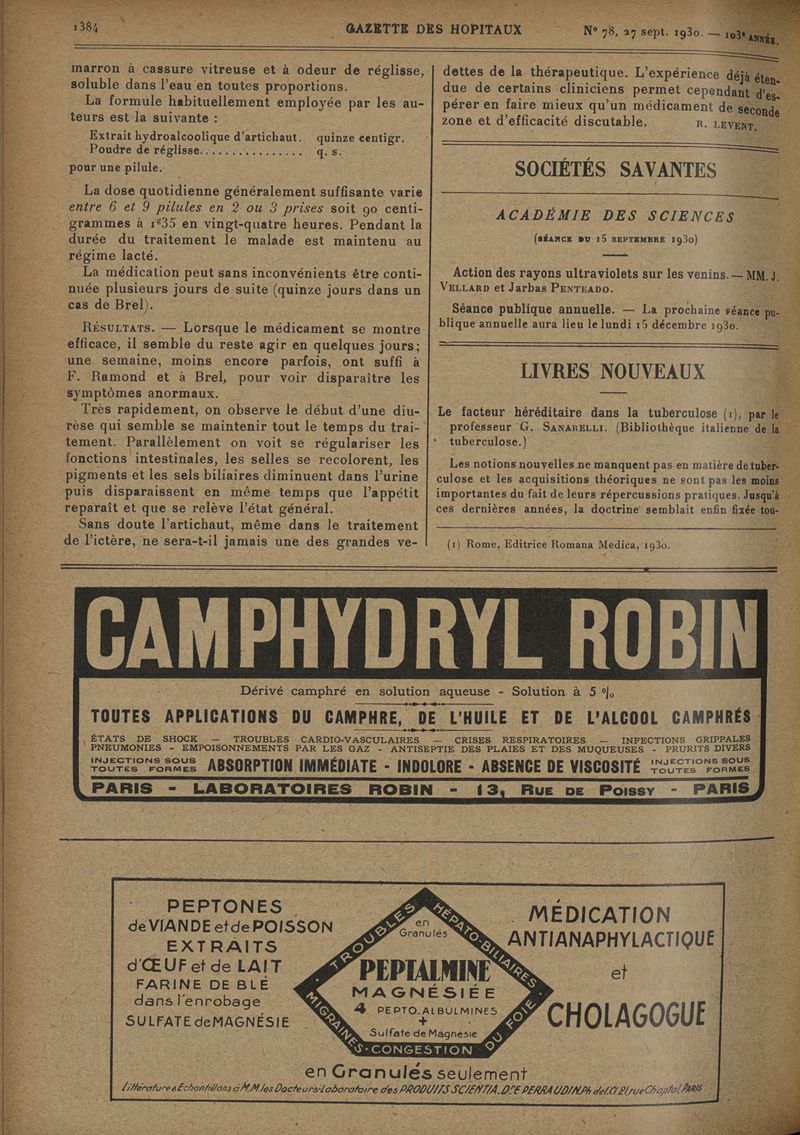 1384
GAZETTE DES HOPITAUX
N° 78, 27 sept. 1930. — 103e ANNÉE.
marron à cassure vitreuse et à odeur de réglisse,
soluble dans l'eau en toutes proportions.
La formule habituellement employée par les au-
teurs est la suivante :
Extrait hydroalcoolique d'artichaut. quinze centigr.
Poudre de réglisse................ q. s.
pour une pilule.
La dose quotidienne généralement suffisante varie
entre 6 et 9 pilules en 2 ou 3 prises soit 90 centi-
grammes à 1g35 en vingt-quatre heures. Pendant la
durée du traitement le malade est maintenu au
régime lacté.
La médication peut sans inconvénients être conti-
nuée plusieurs jours de suite (quinze jours dans un
cas de Brel).
RÉSULTATS. — Lorsque le médicament se montre
efficace, il semble du reste agir en quelques jours;
une semaine, moins encore parfois, ont suffi à
F. Ramond et à Brel, pour voir disparaître les
symptômes anormaux.
Très rapidement, on observe le début d'une diu-
rèse qui semble se maintenir tout le temps du trai-
tement. Parallèlement on voit se régulariser les
fonctions intestinales, les selles se recolorent, les
pigments et les sels biliaires diminuent dans l'urine
puis disparaissent en même temps que l'appétit
reparaît et que se relève l'état général.
Sans doute l'artichaut, même dans le traitement
de l'ictère, ne sera-t-il jamais une des grandes ve-
dettes de la thérapeutique. L'expérience déjà éten-
due de certains cliniciens permet cependant d'es-
pérer en faire mieux qu'un médicament de seconde
zone et d'efficacité discutable. R. LEVENT.
SOCIÉTÉS SAVANTES
ACADÉMIE DES SCIENCES
(SÉANCE DU 15 SEPTEMBRE 1930)
Action des rayons ultraviolets sur les venins. — MM. J.
VELLARD et Jarbas PENTEADO.
Séance publique annuelle. — La prochaine séance pu-
blique annuelle aura lieu le lundi 15 décembre 1930.
LIVRES NOUVEAUX
Le facteur héréditaire dans la tuberculose (1), par le
professeur G. SANARELLI. (Bibliothèque italienne de la
tuberculose.)
Les notions nouvelles ne manquent pas en matière de tuber-
culose et les acquisitions théoriques ne sont pas les moins
importantes du fait de leurs répercussions pratiques. Jusqu'à
ces dernières années, la doctrine semblait enfin fixée tou-
(1) Rome, Editrice Romana Medica, 1930.
CAMPHYDRYL ROBIN
Dérivé camphré en solution aqueuse - Solution à 5 %
TOUTES APPLICATIONS DU CAMPHRE, DE L'HUILE ET DE L'ALCOOL CAMPHRÉS
ÉTATS DE SHOCK — TROUBLES CARDIO-VASCULAIRES — CRISES RESPIRATOIRES — INFECTIONS GRIPPALES
PNEUMONIES - EMPOISONNEMENTS PAR LES GAZ - ANTISEPTIE DES PLAIES ET DES MUQUEUSES - PRURITS DIVERS
INJECTIONS SOUS TOUTES FORMES ABSORPTION IMMÉDIATE - INDOLORE - ABSENCE DE VISCOSITÉ INJECTIONS SOUS TOUTES FORMES
PARIS - LABORATOIRES ROBIN - 13, RUE DE POISSY - PARIS
PEPTONES
de VIANDE et de POISSON
EXTRAITS
d'ŒUF et de LAIT
FARINE DE BLÉ
dans l'enrobage
SULFATE de MAGNÉSIE
TROUBLES HÉPATO-BILIAIRES
en
Granulés
PEPTALMINE
MAGNÉSIÉE
4 PEPTO.ALBULMINES
+
Sulfate de Magnésie
MIGRAINES - CONGESTION DU FOIE
MÉDICATION
ANTIANAPHYLACTIQUE
et
CHOLAGOGUE
en Granulés seulement
Littérature & Echantillons à M.M. les Docteurs-Laboratoire des PRODUITS SCIENTIA. Dr E. PERRAUDIN. Ph de 1.Cl 21, rue Chaptal PARIS